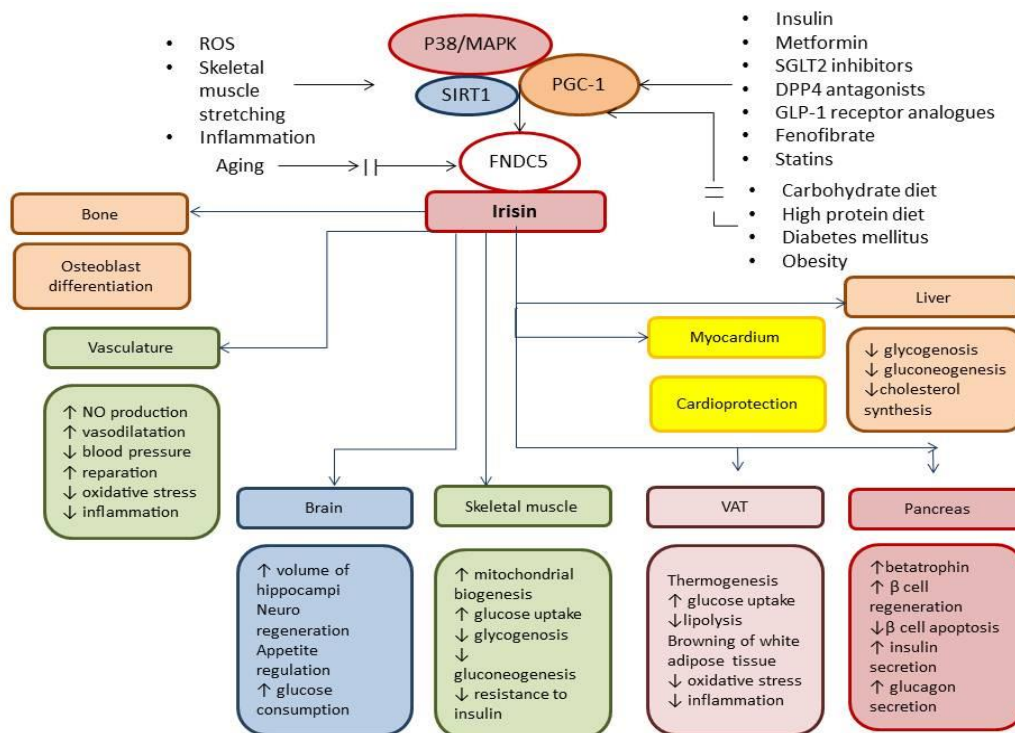 • ROS
• Skeletal
muscle
stretching
• Inflammation
Aging
P38/MAPK
SIRT1
PGC-1
FNDC5
Irisin
• Insulin
• Metformin
• SGLT2 inhibitors
• DPP4 antagonists
• GLP-1 receptor analogues
• Fenofibrate
• Statins
• Carbohydrate diet
• High protein diet
• Diabetes mellitus
• Obesity
Bone
Osteoblast
differentiation
Vasculature
↑ NO production
↑ vasodilatation
↓ blood pressure
↑ reparation
↓ oxidative stress
↓ inflammation
Myocardium
Cardioprotection
Liver
↓ glycogenosis
↓ gluconeogenesis
↓cholesterol
synthesis
Brain
↑ volume of
hippocampi
Neuro
regeneration
Appetite
regulation
↑ glucose
consumption
Skeletal muscle
↑ mitochondrial
biogenesis
↑ glucose uptake
↓ glycogenosis
↓
gluconeogenesis
↓ resistance to
insulin
VAT
Thermogenesis
↑ glucose uptake
↓lipolysis
Browning of white
adipose tissue
↓ oxidative stress
↓ inflammation
Pancreas
↑betatrophin
↑ β cell
regeneration
↓β cell apoptosis
↑ insulin
secretion
↑ glucagon
secretion